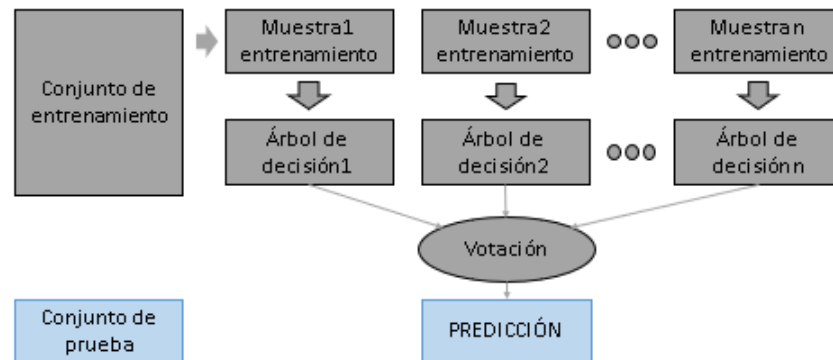 Conjunto de
entrenamiento
Muestra1
entrenamiento
Muestra2
entrenamiento
Muestran
entrenamiento
Árbol de
decisión1
Árbol de
decisión2
Árbol de
decisiónn
Votación
Conjunto de
prueba
PREDICCIÓN